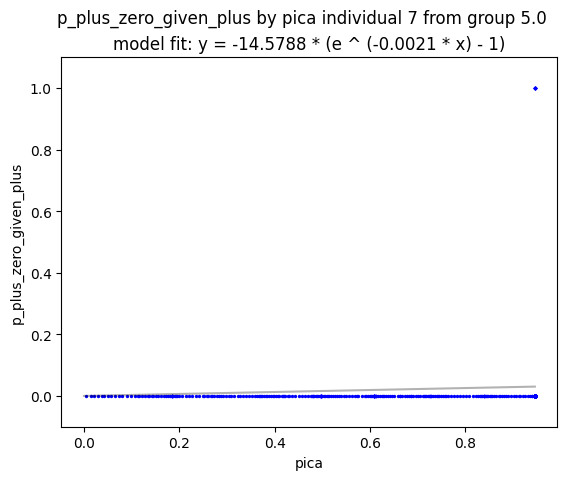 p_plus_zero_given_plus by pica individual 7 from group 5.0
model fit: y = -14.5788 * (e ^ (-0.0021 * x) - 1)
1.0
0.8
0.6
0.4
0.2
0.0
p_plus_zero_given_plus
0.0 0.2 0.4 0.6 0.8
pica